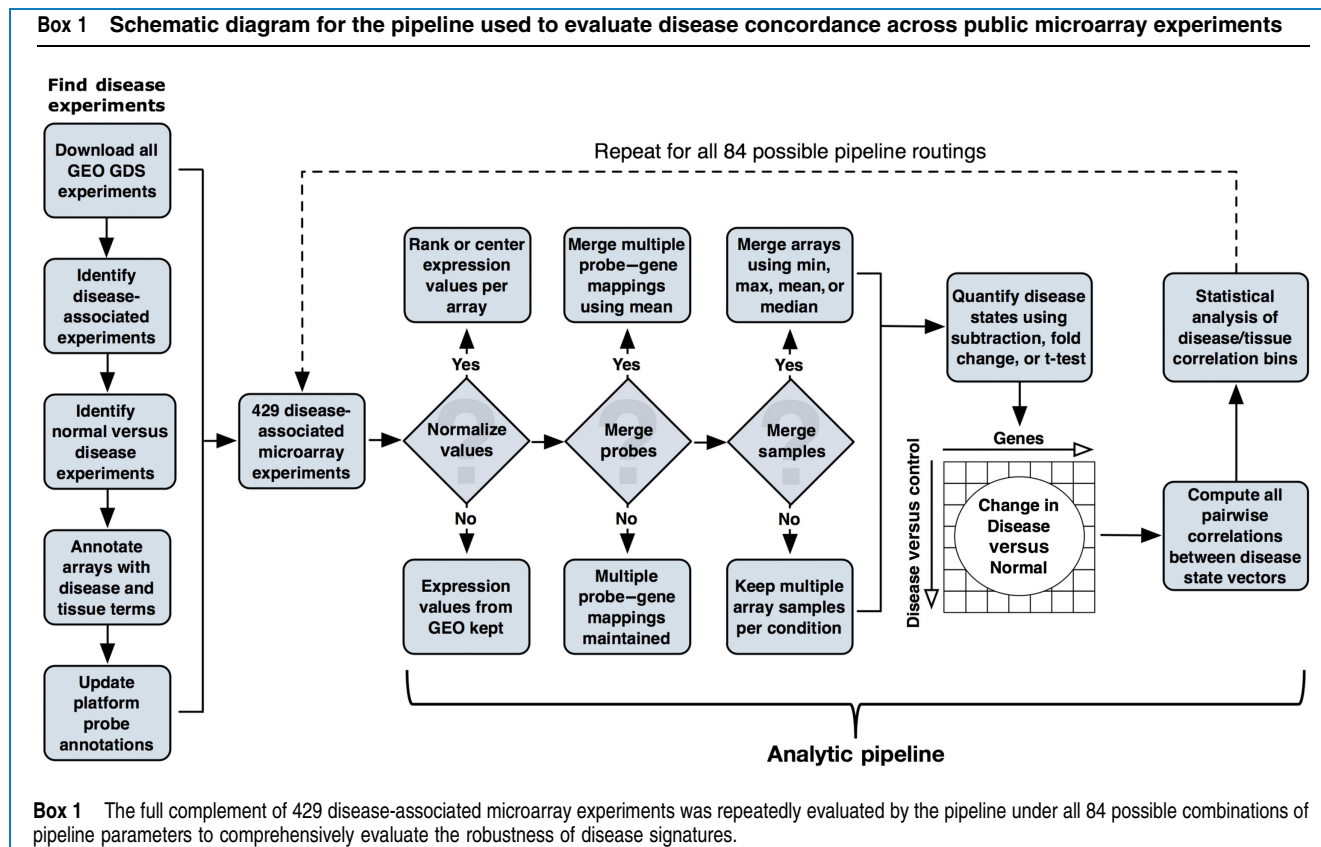 Box 1 Schematic diagram for the pipeline used to evaluate disease concordance across public microarray experiments
Find disease
experiments
Download all
GEO GDS
experiments
Identify
disease-
associated
experiments
Identify
normal versus
disease
experiments
Annotate
arrays with
disease and
tissue terms
Update
platform
probe
annotations
Repeat for all 84 possible pipeline routings
429 disease-
associated
microarray
experiments
Rank or center
expression
values per
array
Yes
?
Normalize
values
No
Expression
values from
GEO kept
Merge multiple
probe–gene
mappings
using mean
Yes
?
Merge
probes
No
Multiple
probe–gene
mappings
maintained
Merge arrays
using min,
max, mean, or
median
Yes
?
Merge
samples
No
Keep multiple
array samples
per condition
Quantify disease
states using
subtraction, fold
change, or t-test
Genes
Disease versus control
Change in
Disease
versus
Normal
Statistical
analysis of
disease/tissue
correlation bins
Compute all
pairwise
correlations
between disease
state vectors
Analytic pipeline
Box 1 The full complement of 429 disease-associated microarray experiments was repeatedly evaluated by the pipeline under all 84 possible combinations of
pipeline parameters to comprehensively evaluate the robustness of disease signatures.